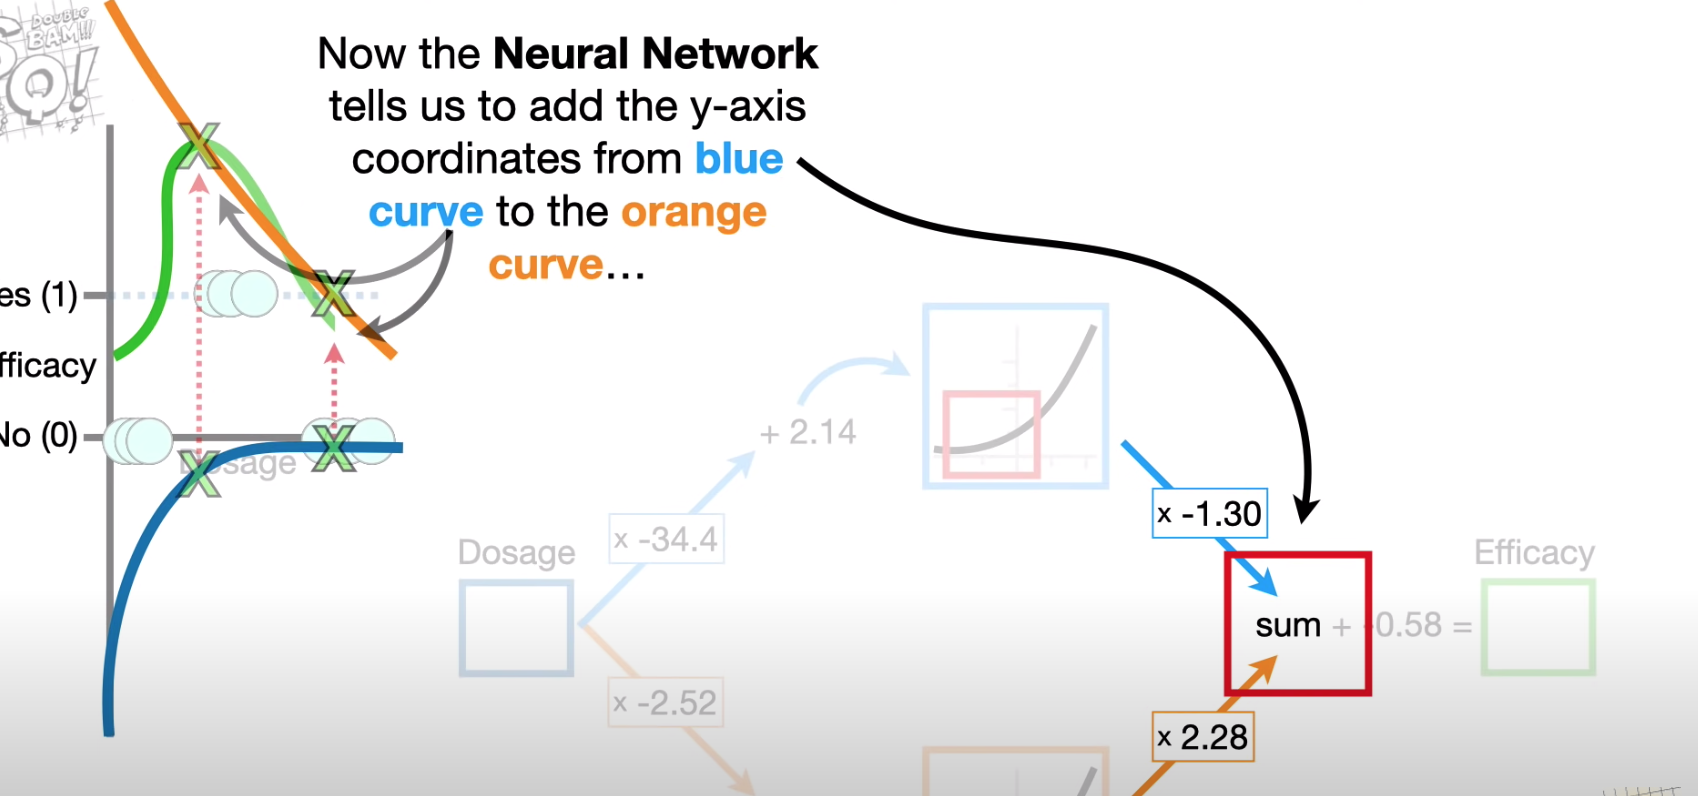 DOUBLE
BAM!!!
Q!
Now the Neural Network
tells us to add the y-axis
coordinates from blue
curve to the orange
curve...
es (1)
fficacy
No (0)
Dosage
+ 2.14
x -1.30
x -34.4
Dosage
Efficacy
sum + -0.58 =
x -2.52
x 2.28